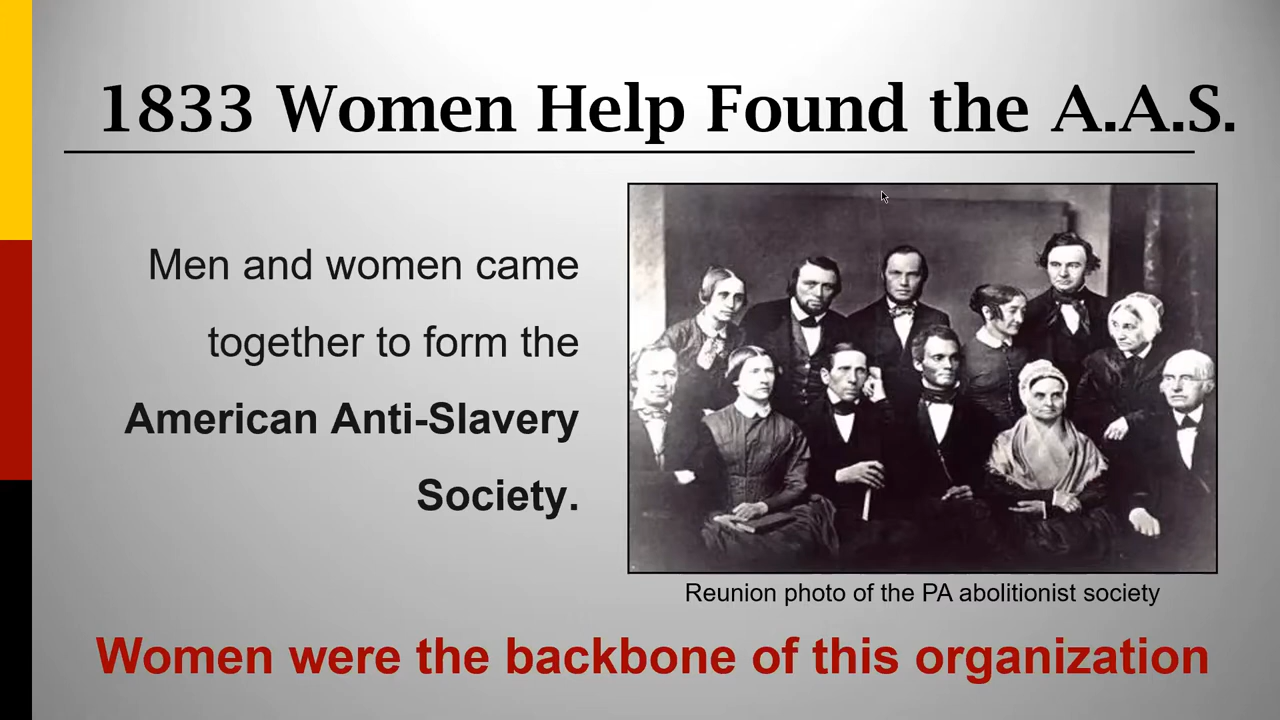 1833 Women Help Found the A.A.S.
Men and women came
together to form the
American Anti-Slavery
Society.
Reunion photo of the PA abolitionist society
Women were the backbone of this organization